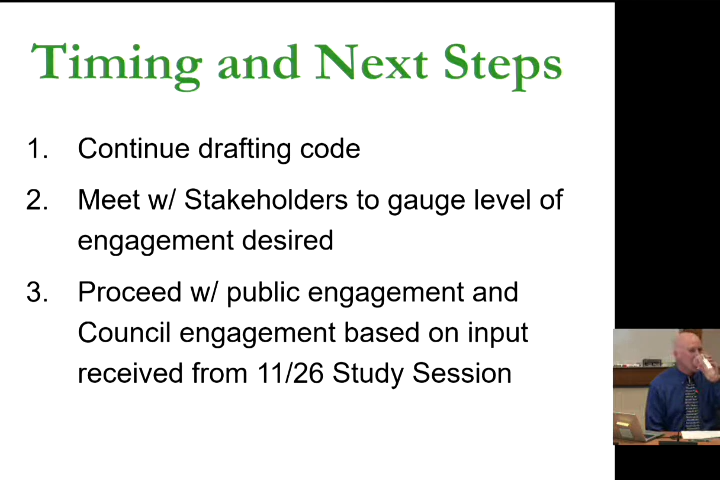 Timing and Next Steps
1. Continue drafting code
2. Meet w/ Stakeholders to gauge level of
engagement desired
3. Proceed w/ public engagement and
Council engagement based on input
received from 11/26 Study Session